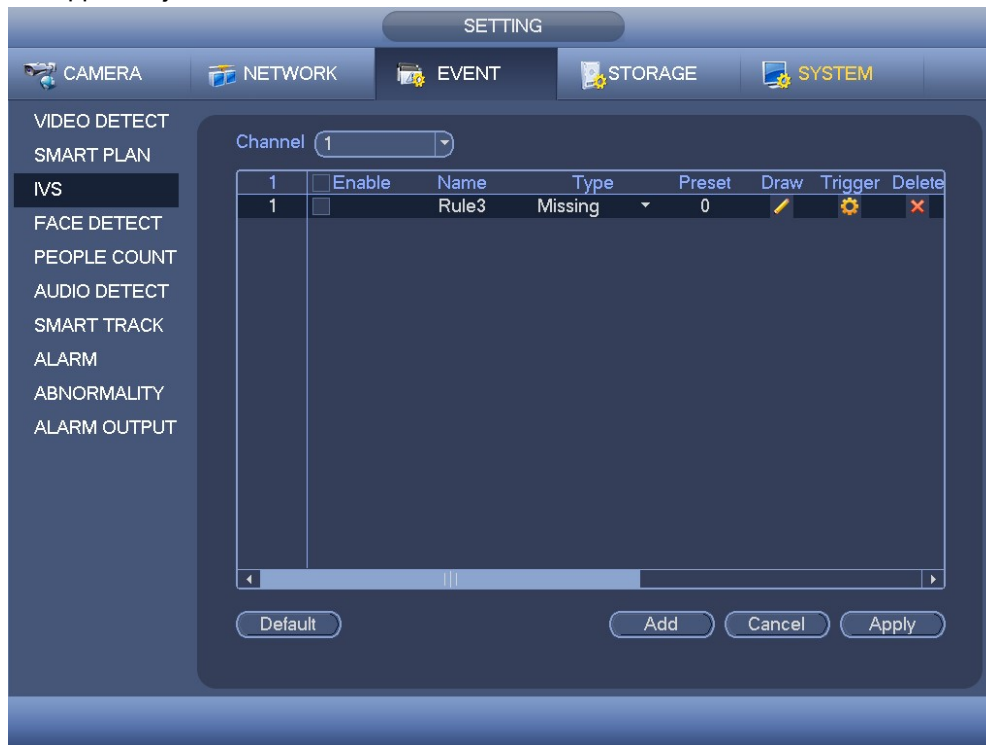 SETTING
CAMERA NETWORK EVENT STORAGE SYSTEM
VIDEO DETECT
SMART PLAN
IVS
FACE DETECT
PEOPLE COUNT
AUDIO DETECT
SMART TRACK
ALARM
ABNORMALITY
ALARM OUTPUT
Channel 1
1 Enable Name Type Preset Draw Trigger Delete
1 Rule3 Missing 0
Default Add Cancel Apply